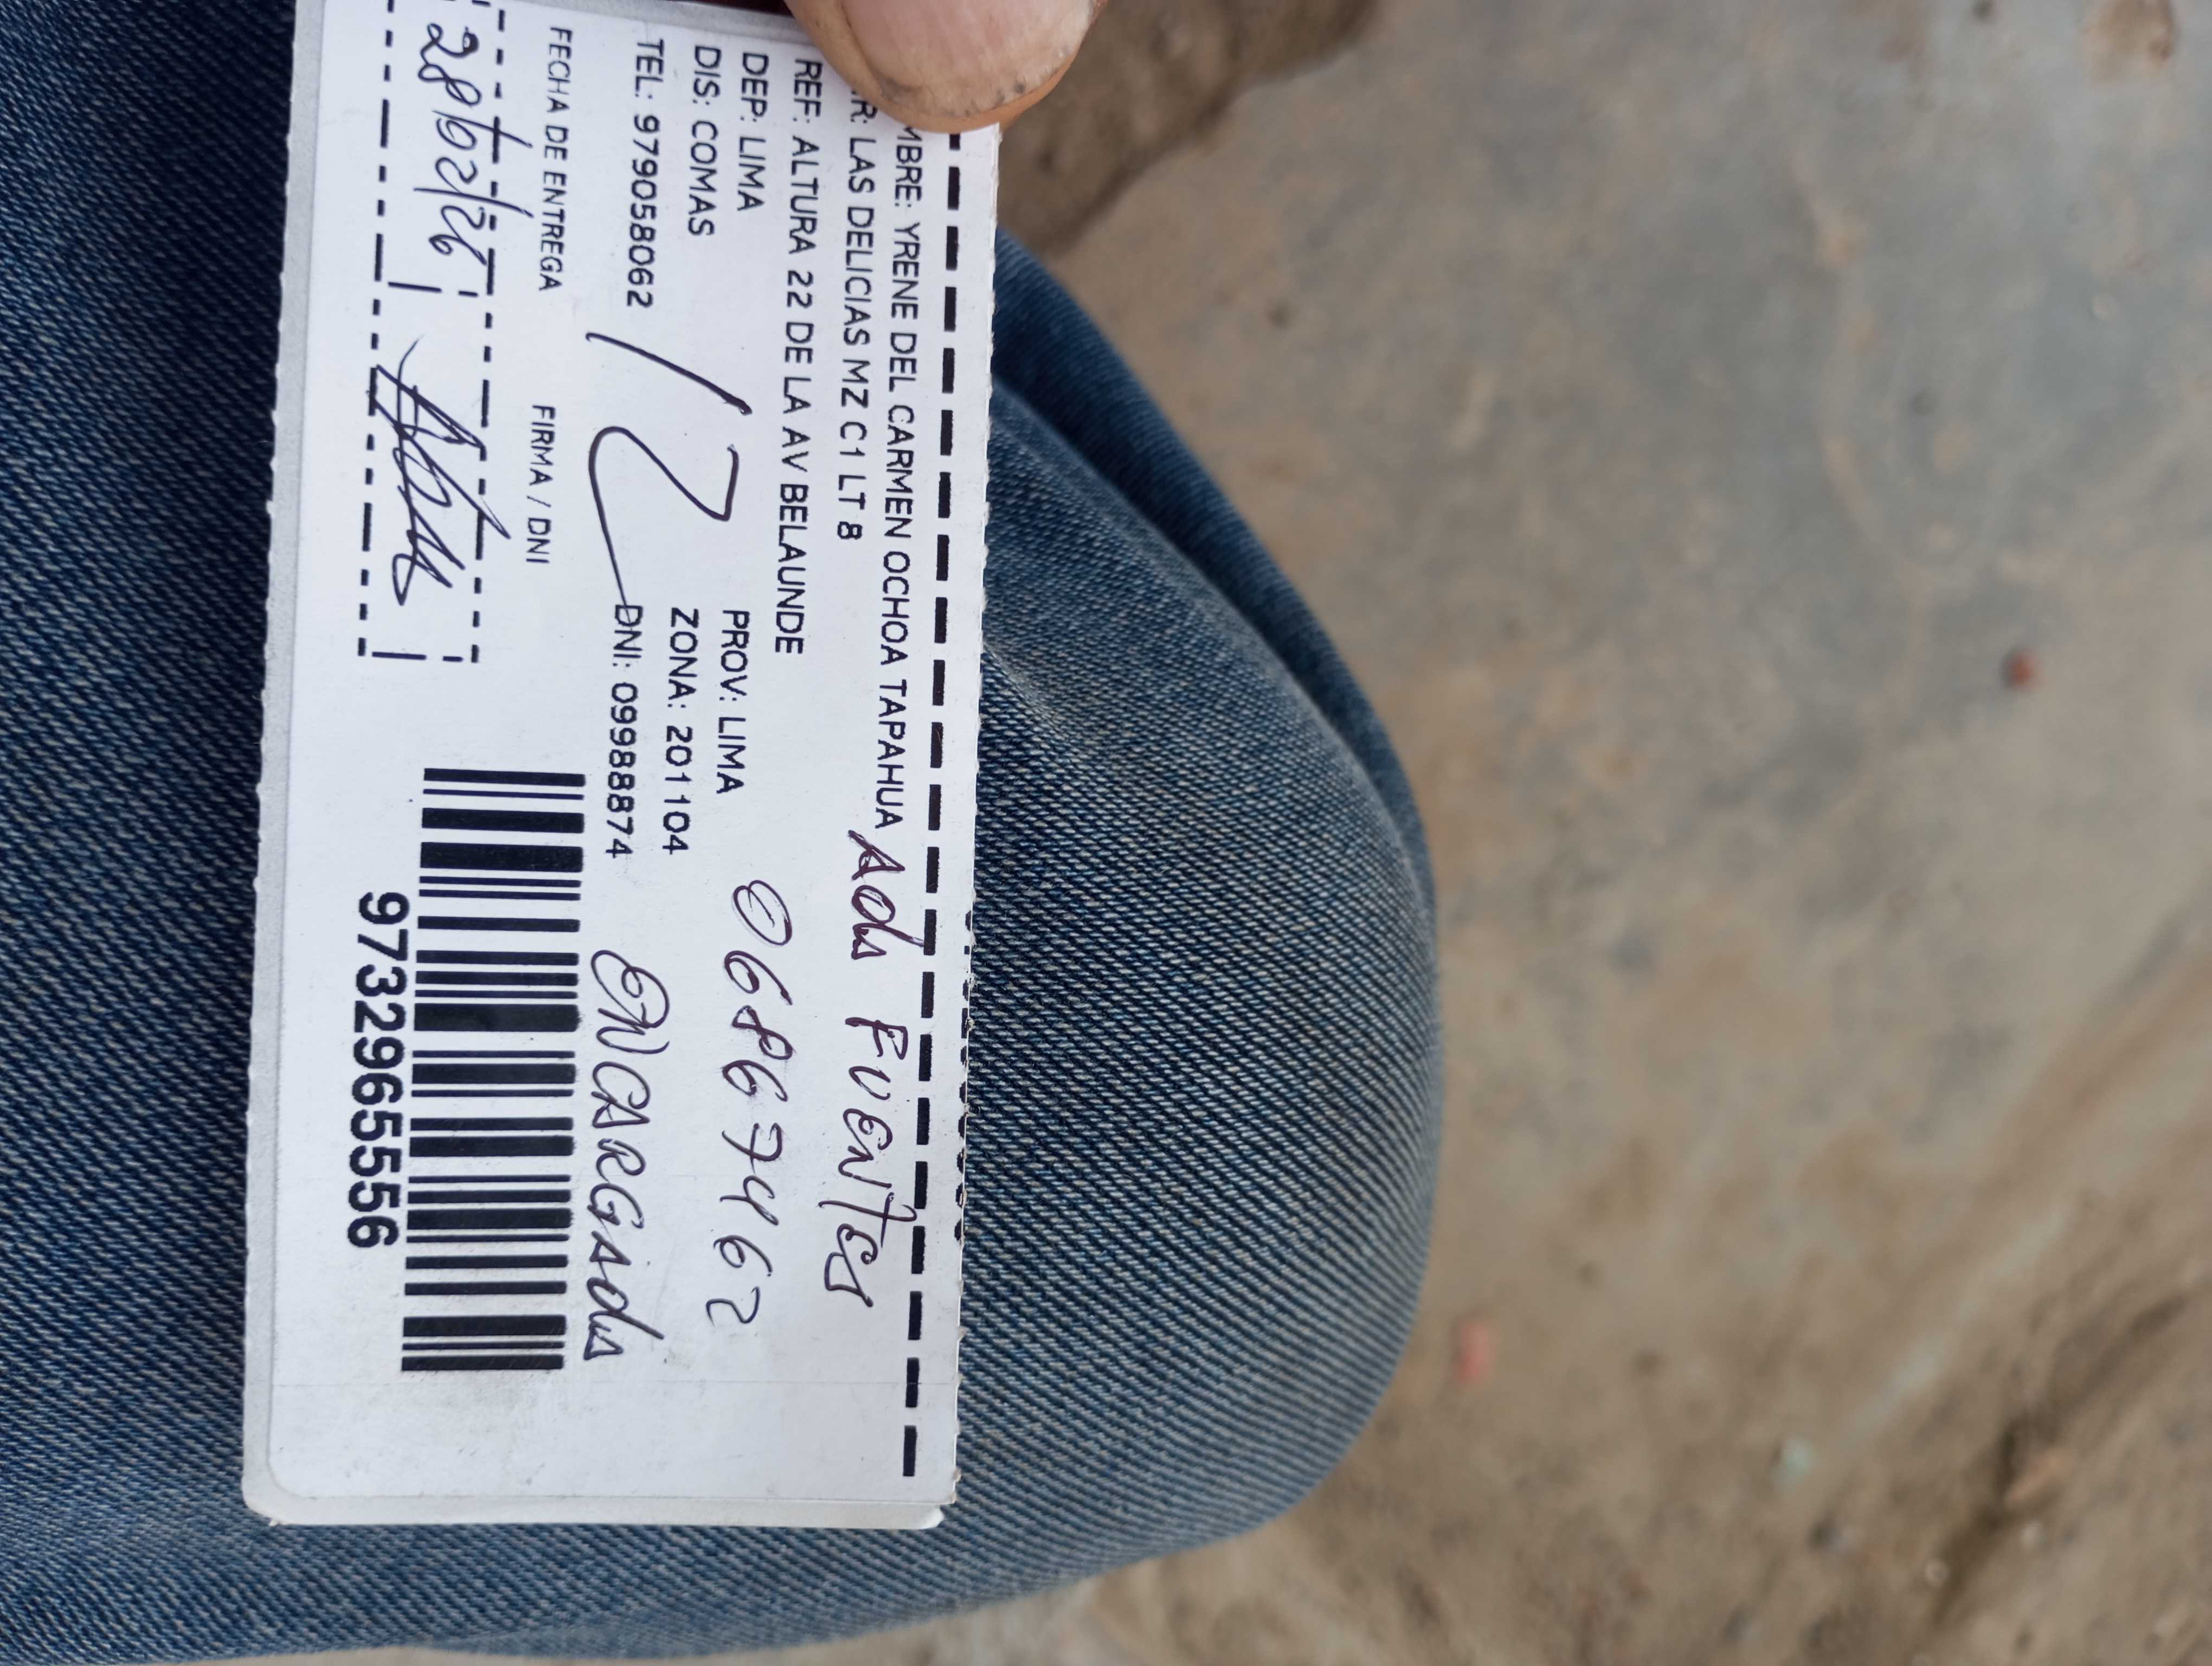 MBRE: YRENE DEL CARMEN OCHOA TAPAHUA Ada Fuentes
R: LAS DELICIAS MZ C1 LT 8
REF: ALTURA 22 DE LA AV BELAUNDE
DEP: LIMA PROV: LIMA 06867462
DIS: COMAS ZONA: 201104
TEL: 979058062 DNI: 09988874 ENCARGADA
FECHA DE ENTREGA FIRMA / DNI
28/02/26
9732965556